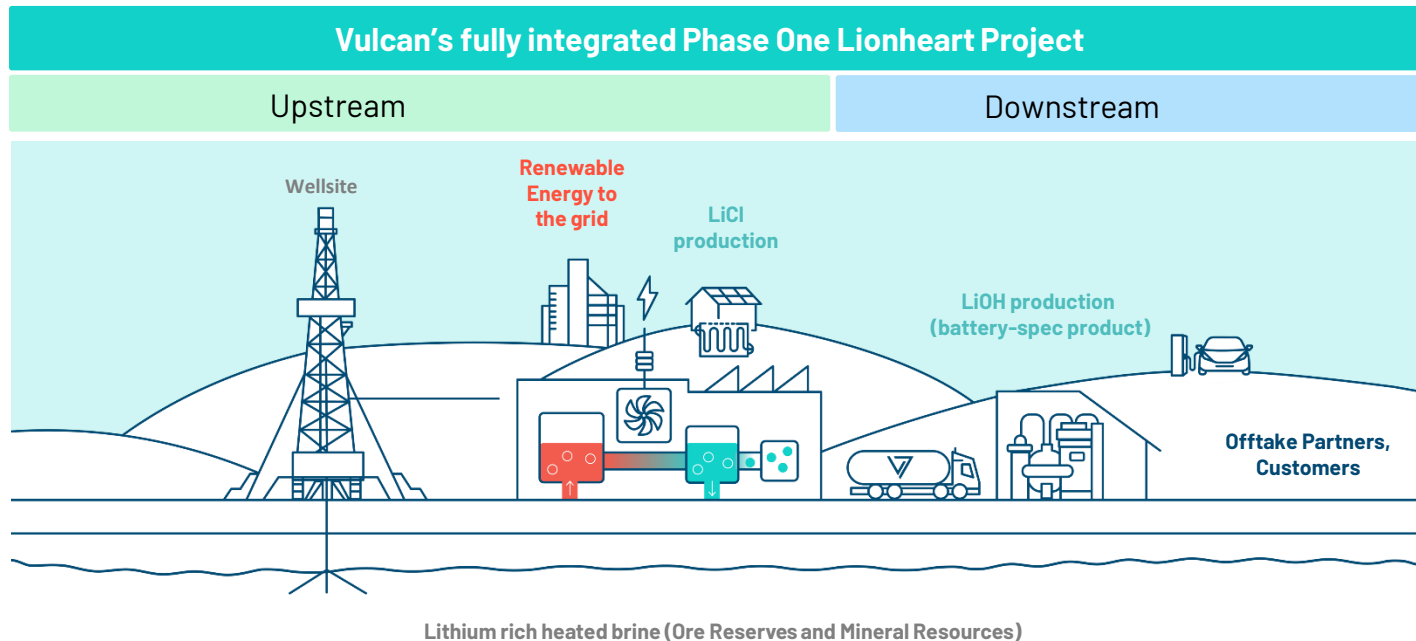 Vulcan's fully integrated Phase One Lionheart Project
Upstream
Downstream
Wellsite
Renewable
Energy to
the grid
LiCl
production
LiOH production
(battery-spec product)
Offtake Partners,
Customers
Lithium rich heated brine (Ore Reserves and Mineral Resources)